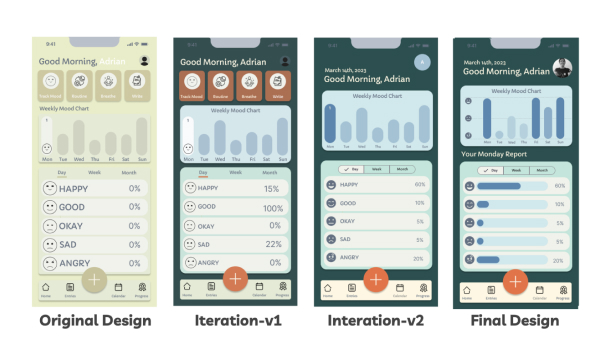 9:41
Good Morning, Adrian
Track Mood
Routine
Breathe
Write
Weekly Mood Chart
Mon Tue Wed Thu Fri Sat Sun
Day Week Month
HAPPY 0%
GOOD 0%
OKAY 0%
SAD 0%
ANGRY 0%
+
Home Entries Calendar Progress
Original Design
9:41
Good Morning, Adrian
Track Mood
Routine
Breathe
Write
Weekly Mood Chart
Mon Tue Wed Thu Fri Sat Sun
Day Week Month
HAPPY 15%
GOOD 100%
OKAY 0%
SAD 22%
ANGRY 0%
+
Home Entries Calendar Progress
Iteration-v1
9:41
March 14th, 2023
A
Good Morning, Adrian
Weekly Mood Chart
Mon Tue Wed Thu Fri Sat Sun
Day Week Month
HAPPY 60%
GOOD 10%
OKAY 5%
SAD 5%
ANGRY 20%
+
Home Entries Calendar Progress
Interation-v2
9:41
March 14th, 2023
Good Morning, Adrian
Weekly Mood Chart
Mon Tue Wed Thu Fri Sat Sun
Your Monday Report
Day Week Month
60%
10%
5%
5%
20%
+
Home Entries Calendar Progress
Final Design